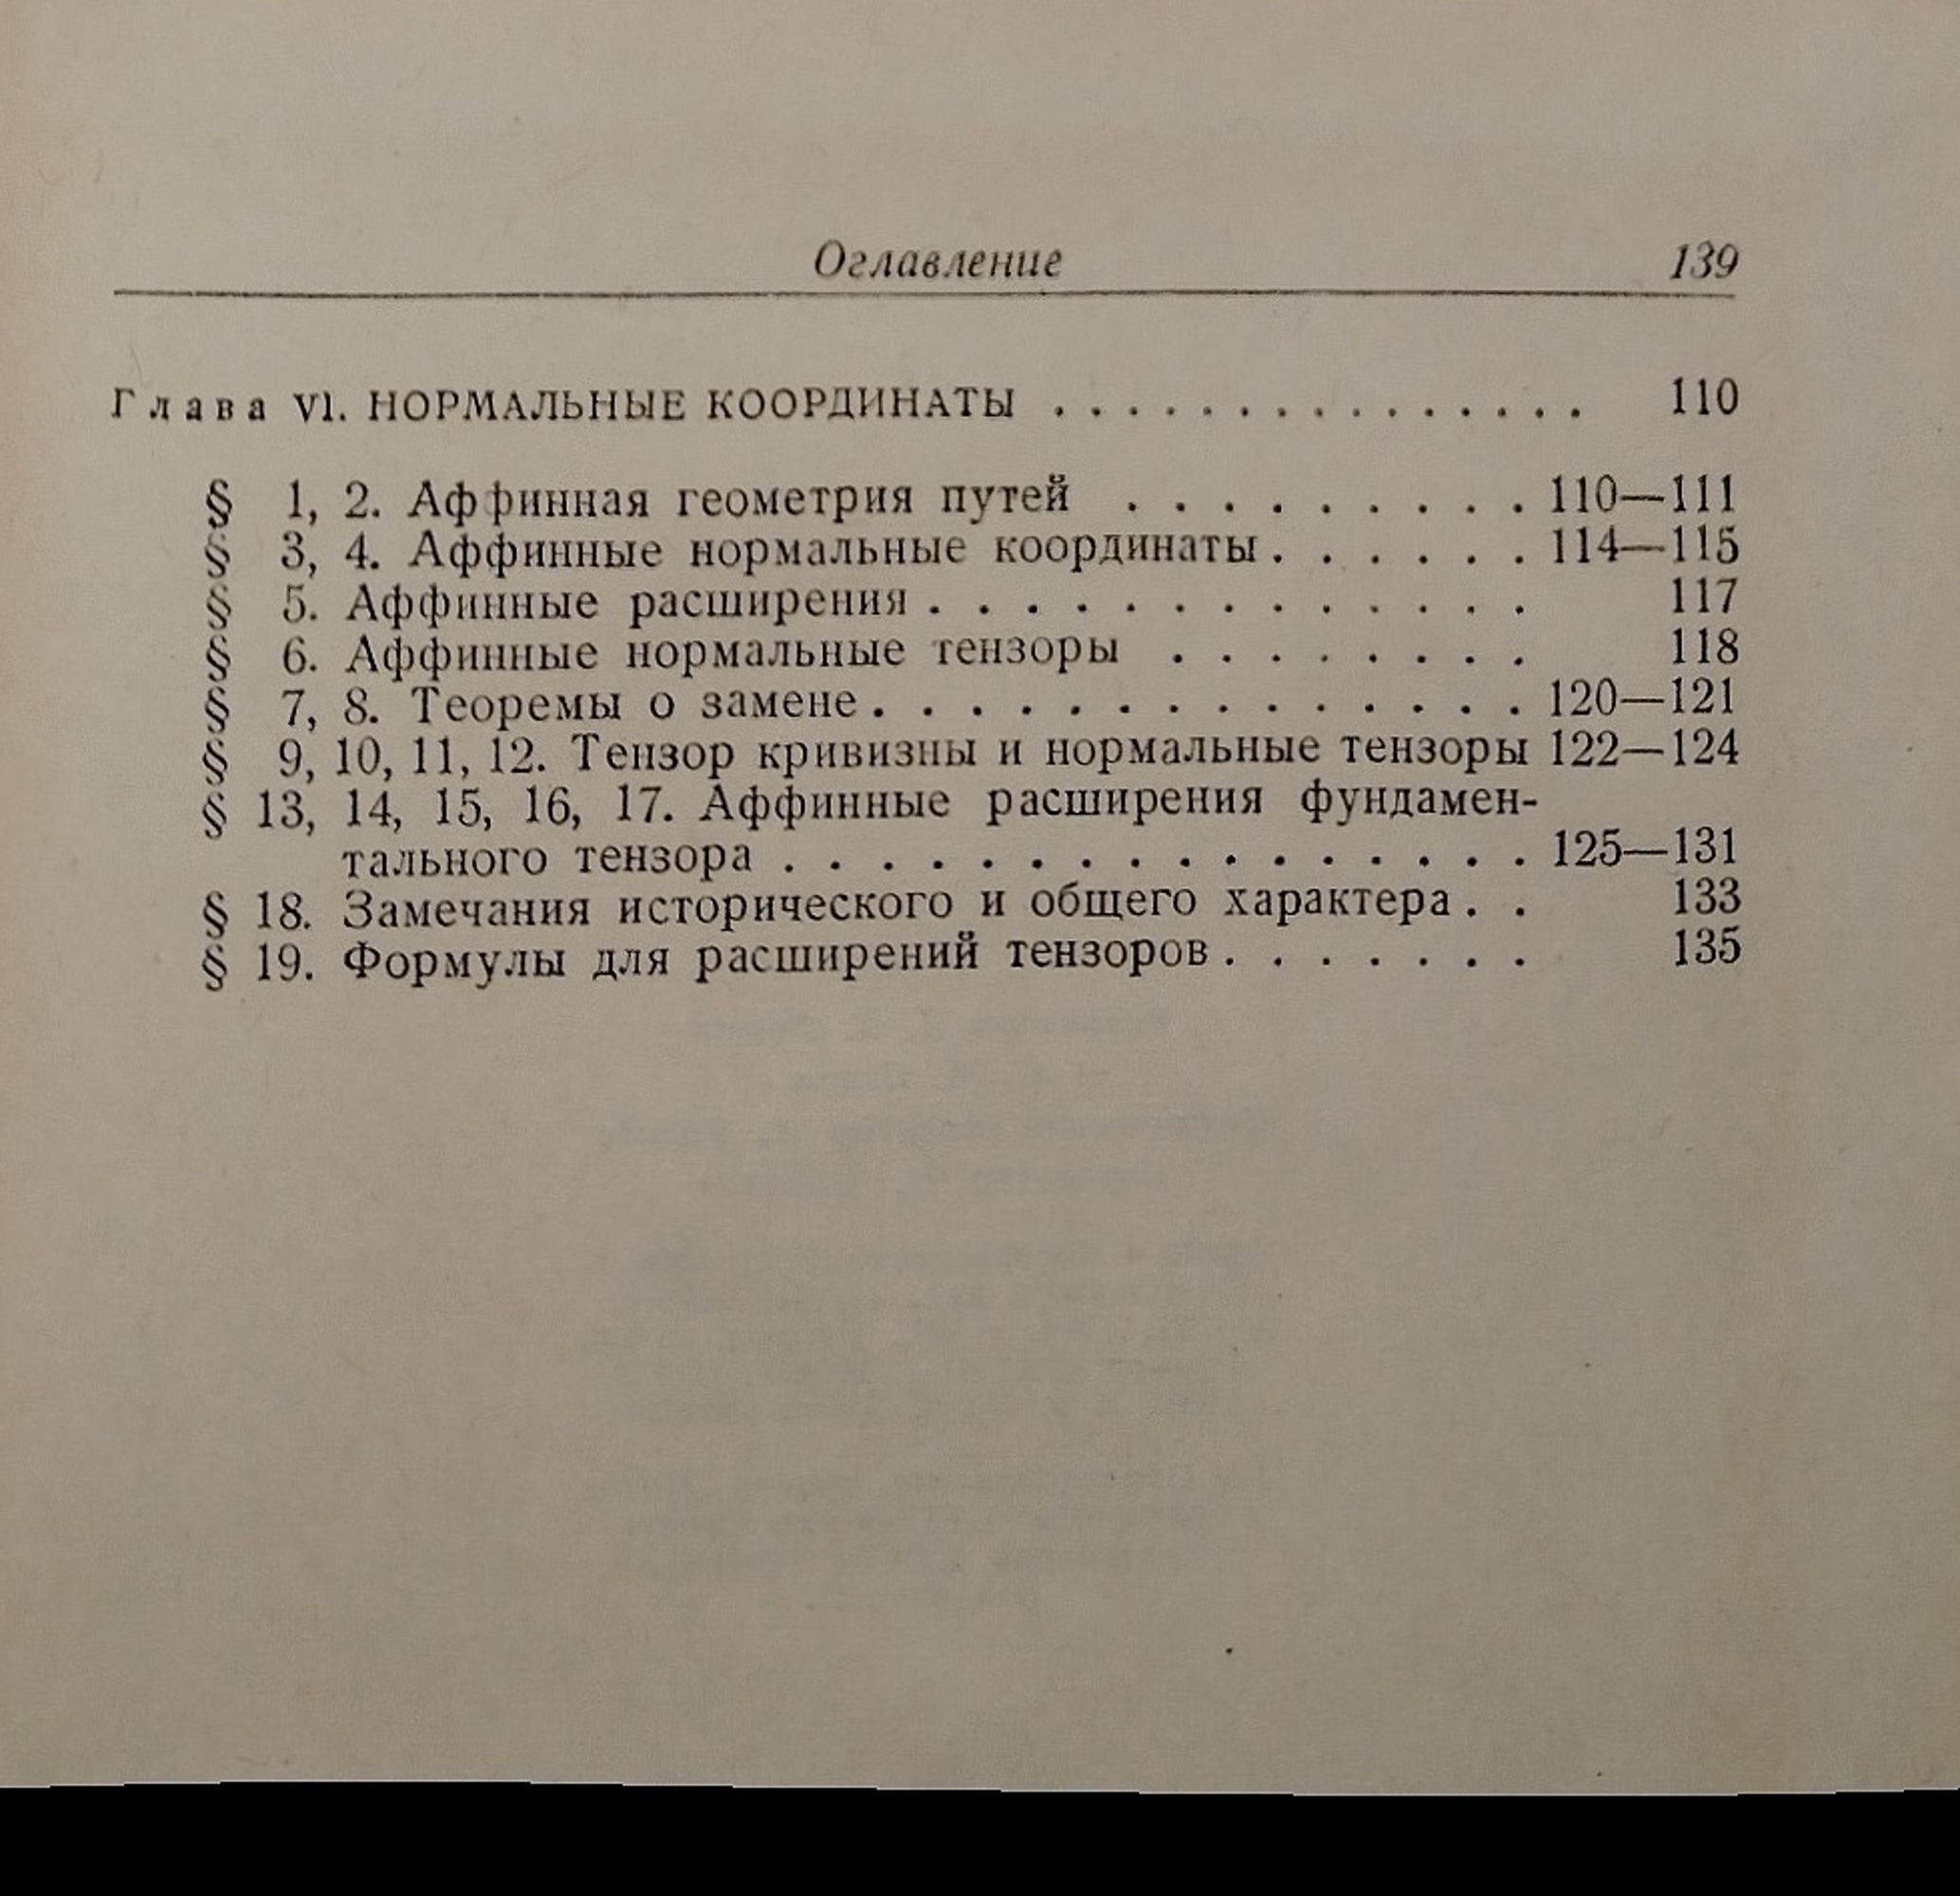 Оглавление 139
Глава VI. НОРМАЛЬНЫЕ КООРДИНАТЫ . . . . . . . . . . . . . . . 110
§ 1, 2. Аффинная геометрия путей . . . . . . . . . 110—111
§ 3, 4. Аффинные нормальные координаты . . . . . . 114—115
§ 5. Аффинные расширения . . . . . . . . . . . . . 117
§ 6. Аффинные нормальные тензоры . . . . . . . . 118
§ 7, 8. Теоремы о замене . . . . . . . . . . . . . . 120—121
§ 9, 10, 11, 12. Тензор кривизны и нормальные тензоры 122—124
§ 13, 14, 15, 16, 17. Аффинные расширения фундамен-
тального тензора . . . . . . . . . . . . . . . . 125—131
§ 18. Замечания исторического и общего характера . . 133
§ 19. Формулы для расширений тензоров . . . . . . . 135